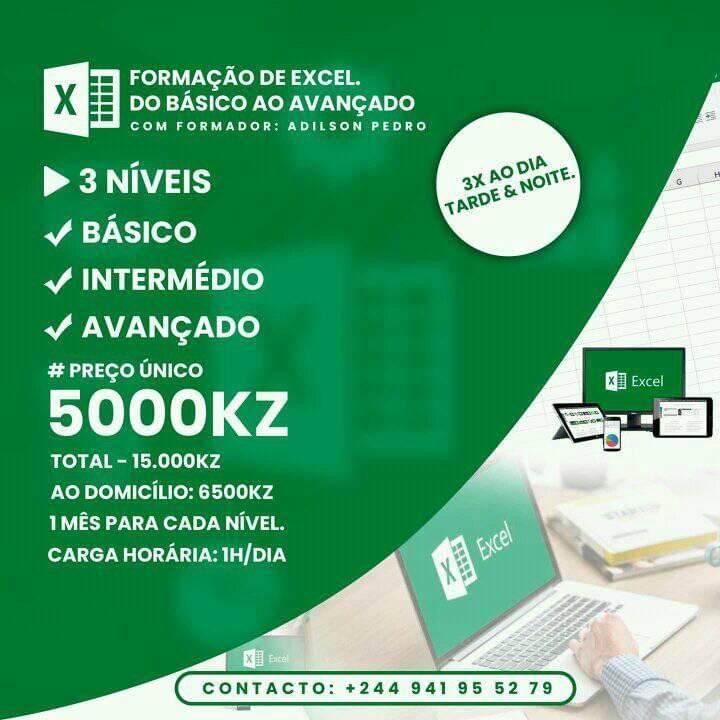 FORMAÇÃO DE EXCEL.
DO BÁSICO AO AVANÇADO
COM FORMADOR: ADILSON PEDRO
3X AO DIA
TARDE & NOITE.
3 NÍVEIS
BÁSICO
INTERMÉDIO
AVANÇADO
# PREÇO ÚNICO
5000KZ
TOTAL - 15.000KZ
AO DOMICÍLIO: 6500KZ
1 MÊS PARA CADA NÍVEL.
CARGA HORÁRIA: 1H/DIA
G H
X Excel
X Excel
X Excel
CONTACTO: +244 941 95 52 79